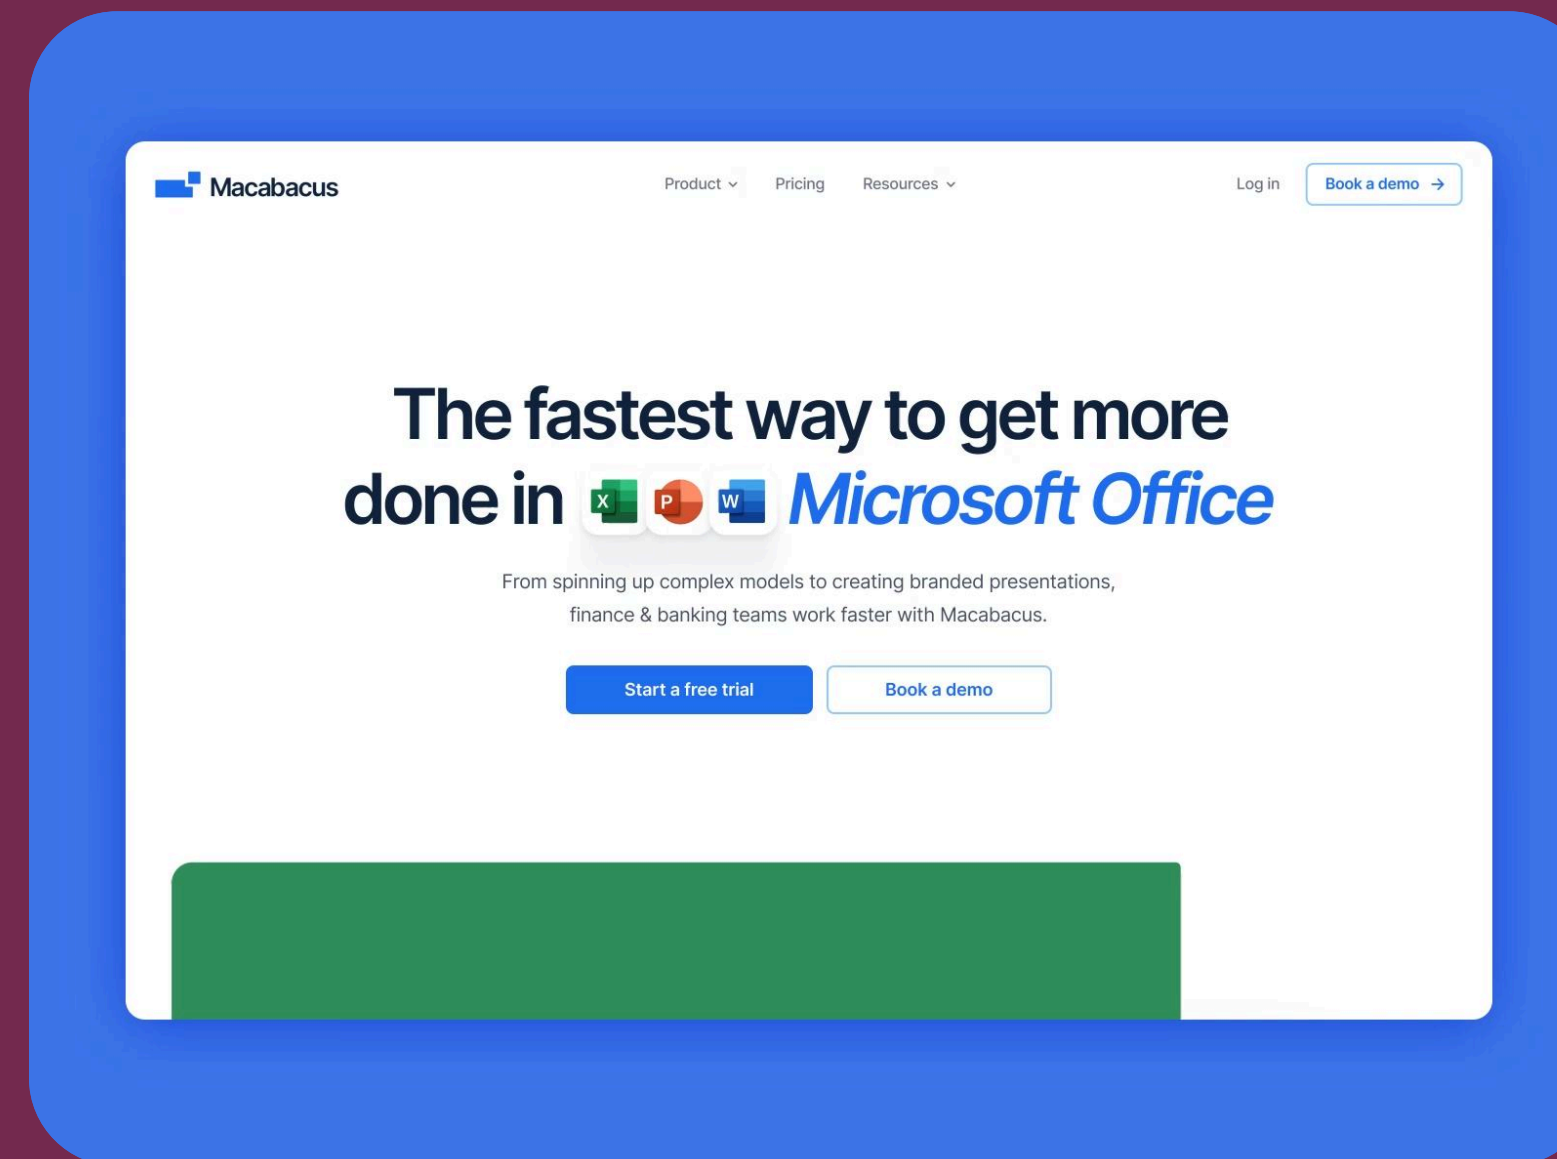 Macabacus
Product
Pricing
Resources
Log in
Book a demo →
The fastest way to get more
done in X P W Microsoft Office
From spinning up complex models to creating branded presentations,
finance & banking teams work faster with Macabacus.
Start a free trial
Book a demo